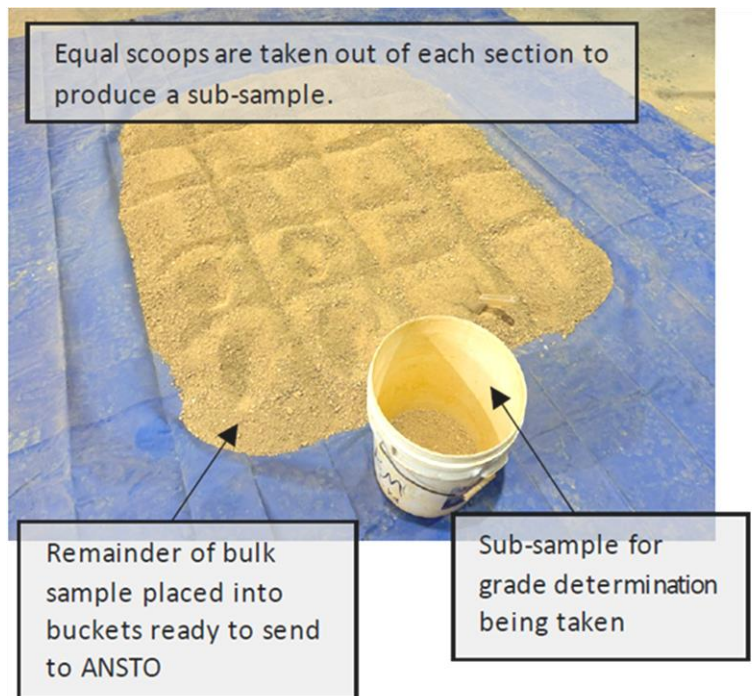 Equal scoops are taken out of each section to
produce a sub-sample.
Remainder of bulk
sample placed into
buckets ready to send
to ANSTO
Sub-sample for
grade determination
being taken